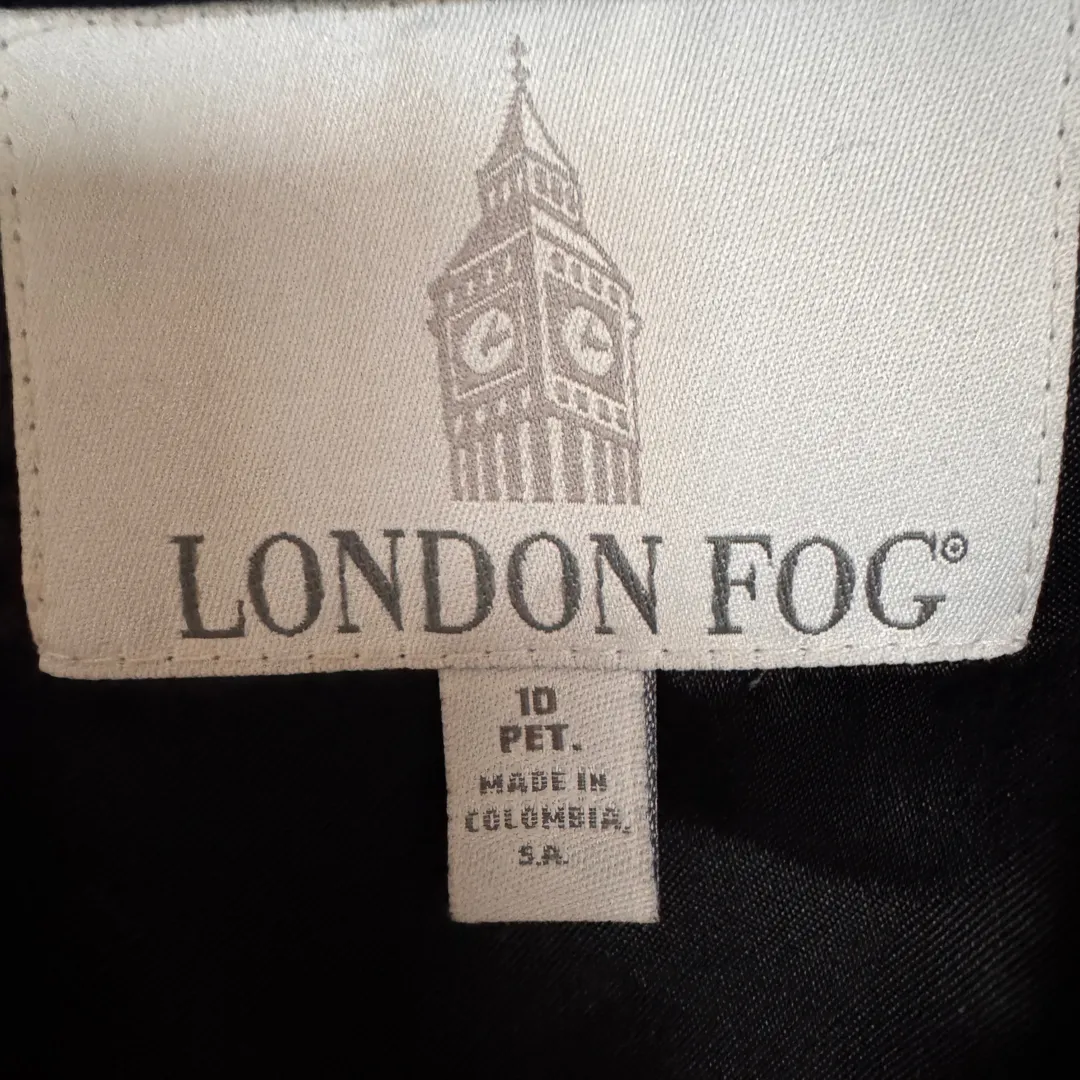 LONDON FOG®
10
PET.
MADE IN
COLOMBIA,
S.A.